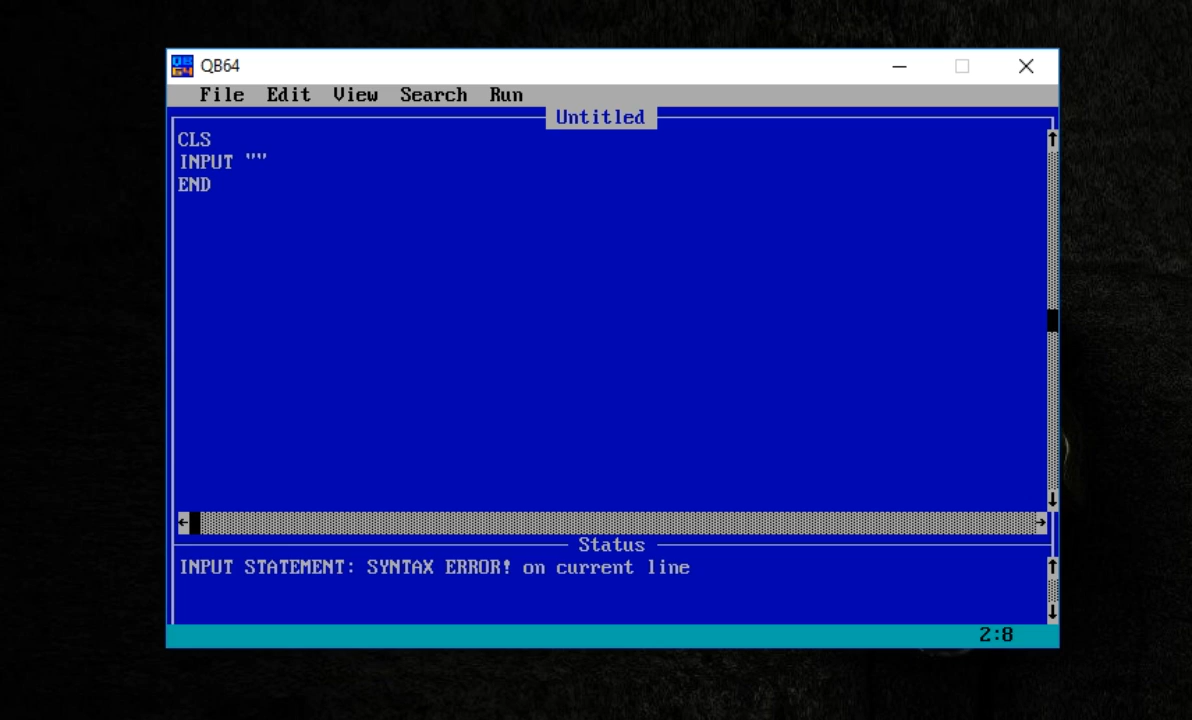 QB64
File Edit View Search Run
Untitled
CLS
INPUT ""
END
Status
INPUT STATEMENT: SYNTAX ERROR! on current line
2:8